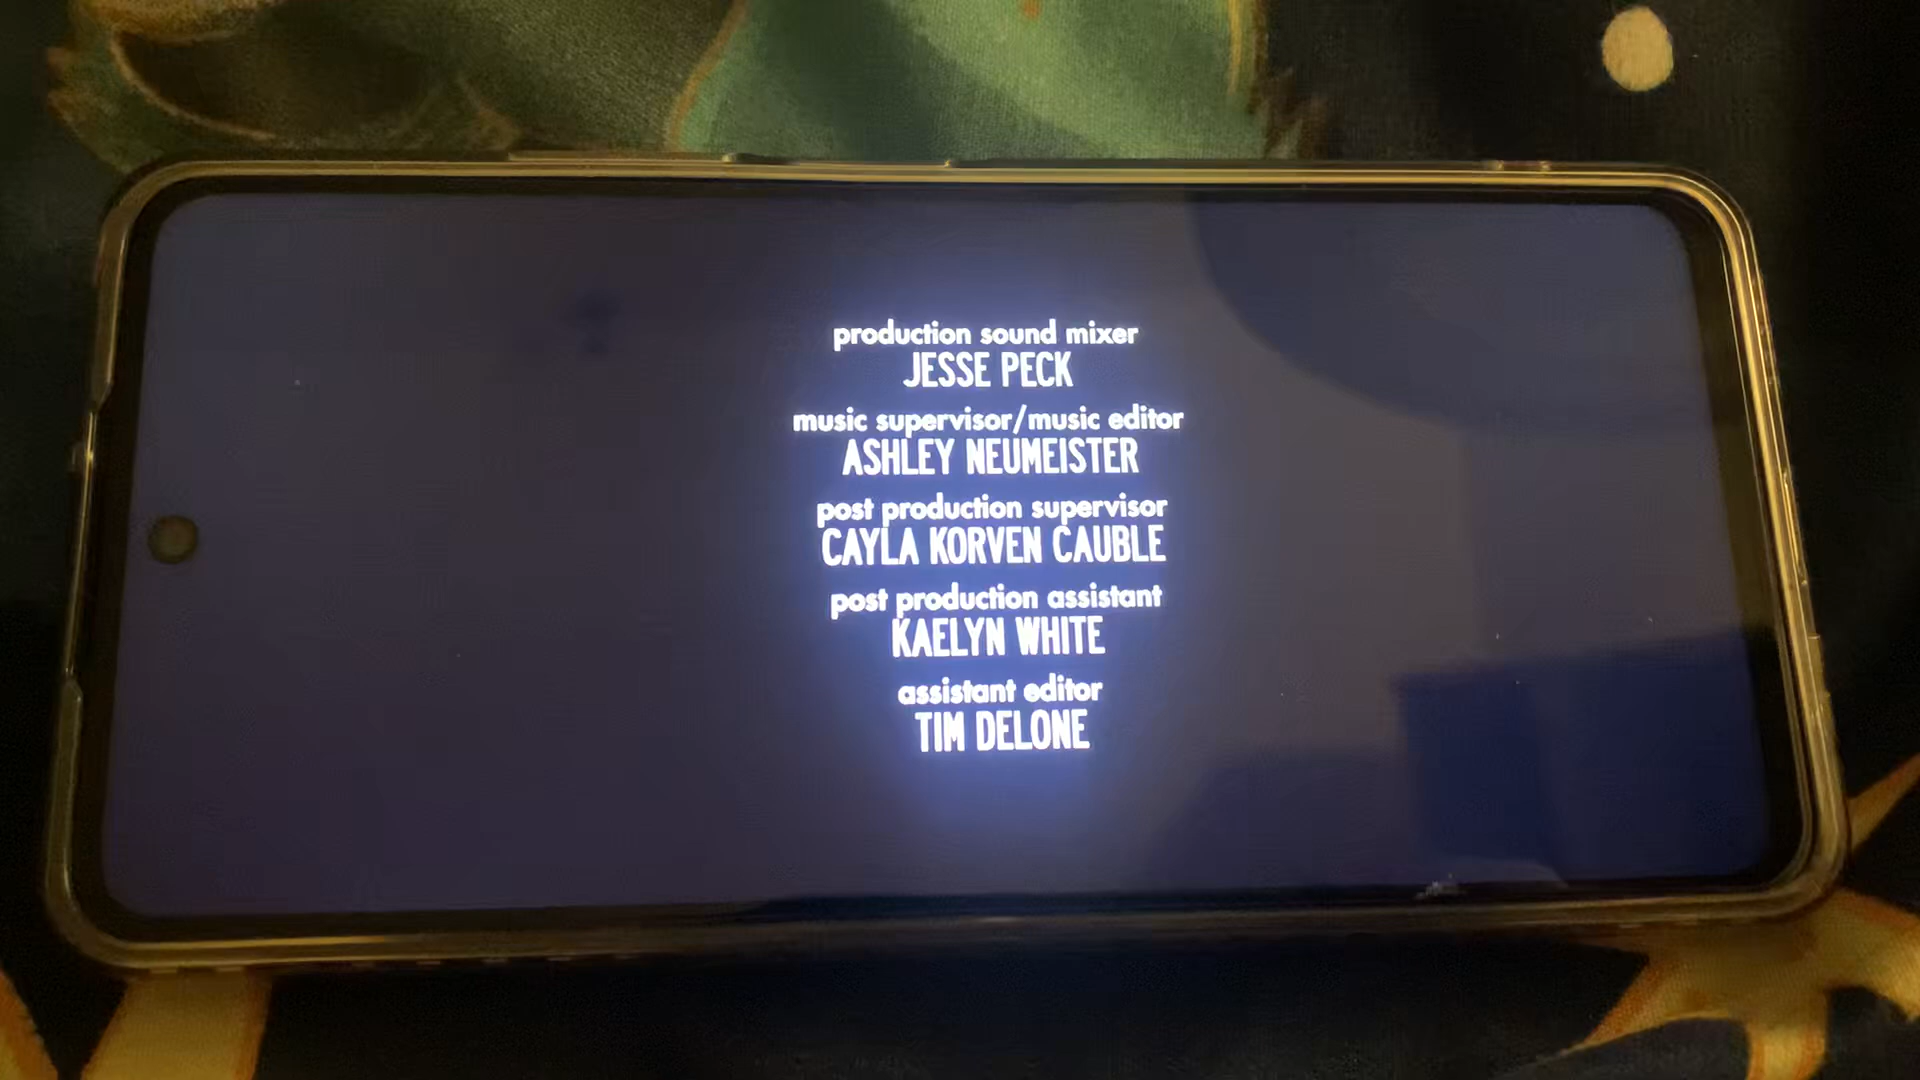 production sound mixer
JESSE PECK
music supervisor/music editor
ASHLEY NEUMEISTER
post production supervisor
CAYLA KORVEN CAUBLE
post production assistant
KAELYN WHITE
assistant editor
TIM DELONE